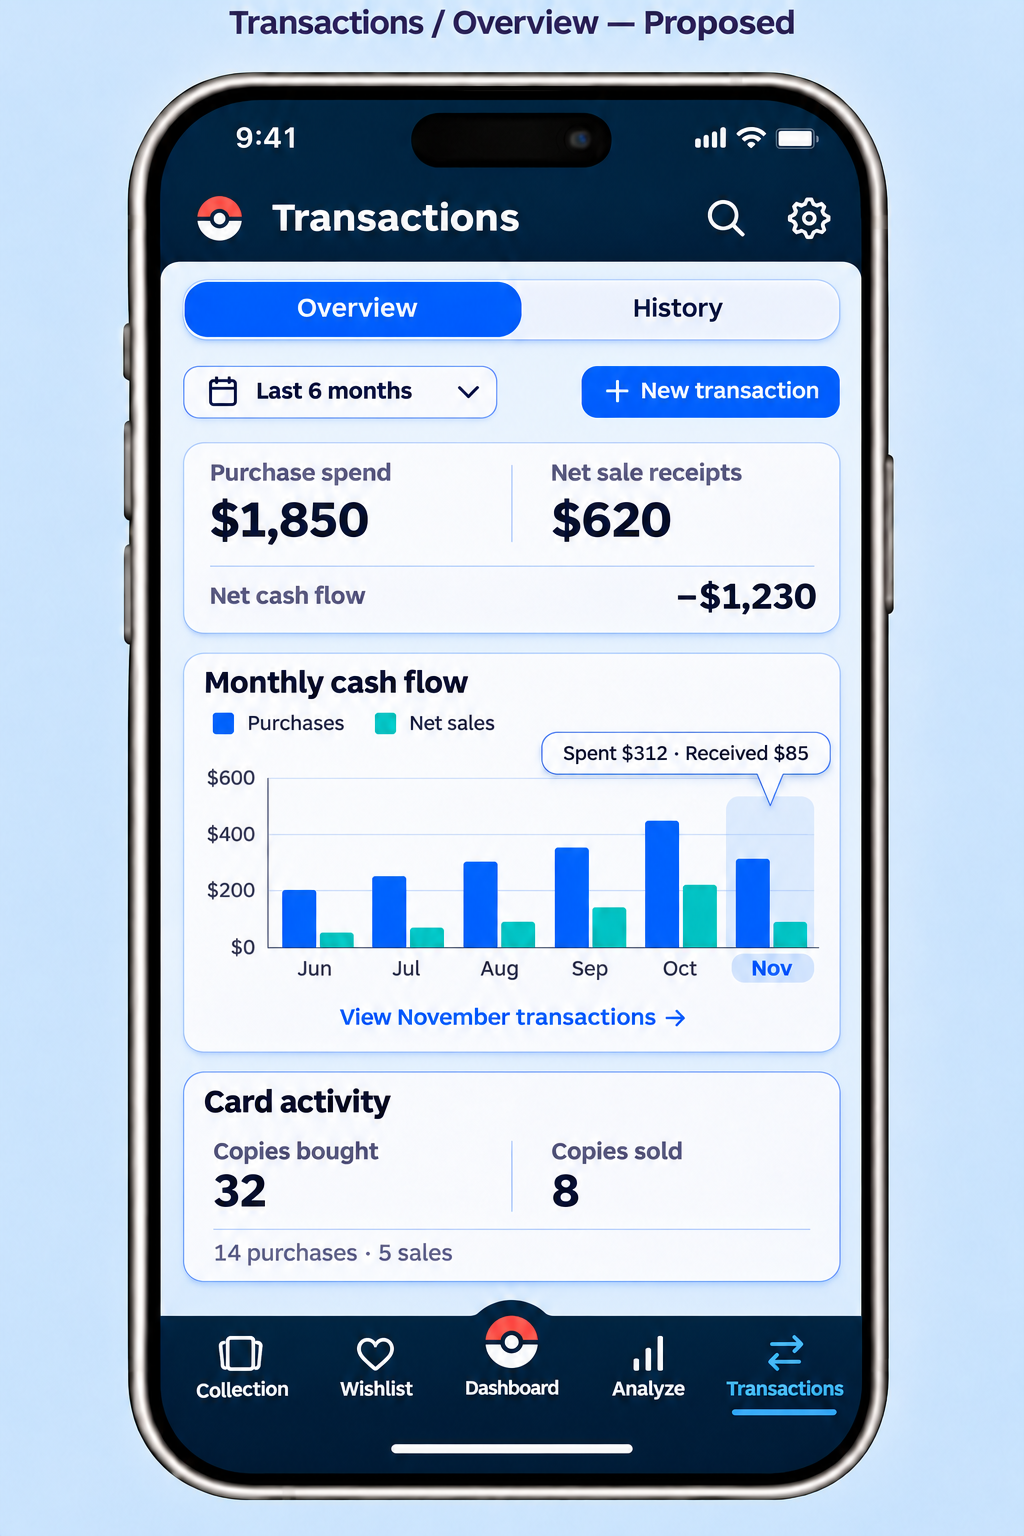 Transactions / Overview — Proposed
9:41
Transactions
Overview
History
Last 6 months
New transaction
Purchase spend
Net sale receipts
$1,850
$620
Net cash flow
–$1,230
Monthly cash flow
Purchases
Net sales
Spent $312 · Received $85
$600
$400
$200
$0
Jun
Jul
Aug
Sep
Oct
Nov
View November transactions →
Card activity
Copies bought
Copies sold
32
8
14 purchases · 5 sales
Collection
Wishlist
Dashboard
Analyze
Transactions